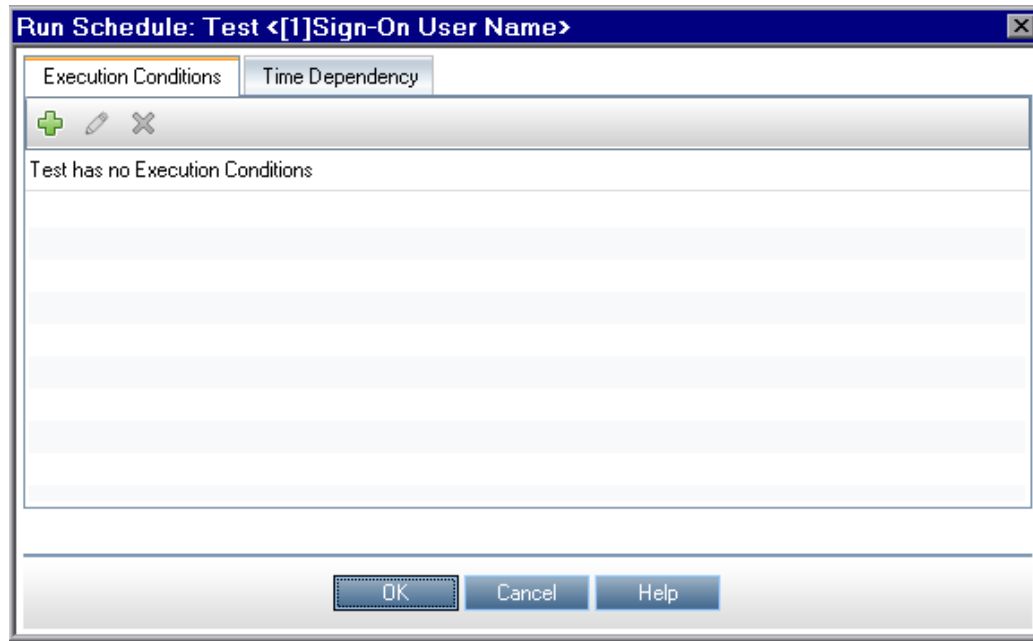 Run Schedule: Test <[1]Sign-On User Name>
Execution Conditions
Time Dependency
Test has no Execution Conditions
OK
Cancel
Help